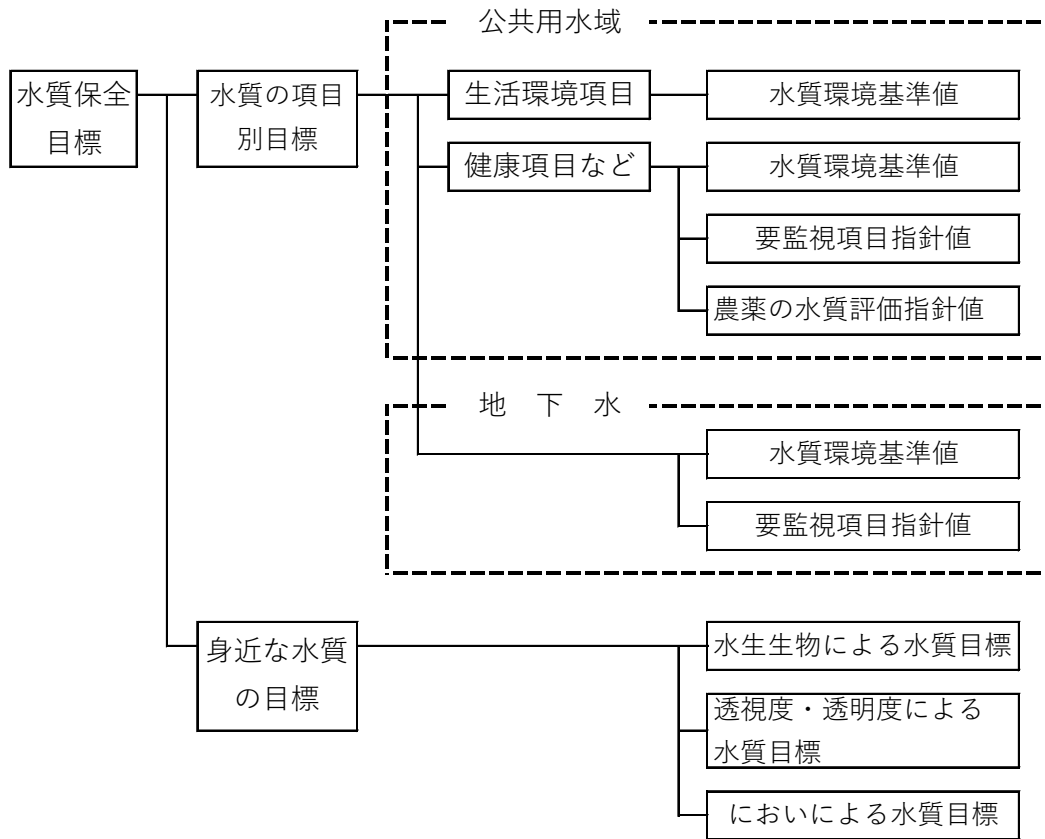 公共用水域
水質保全
目標
水質の項目
別目標
生活環境項目
水質環境基準値
健康項目など
水質環境基準値
要監視項目指針値
農薬の水質評価指針値
地　下　水
水質環境基準値
要監視項目指針値
身近な水質
の目標
水生生物による水質目標
透視度・透明度による
水質目標
においによる水質目標